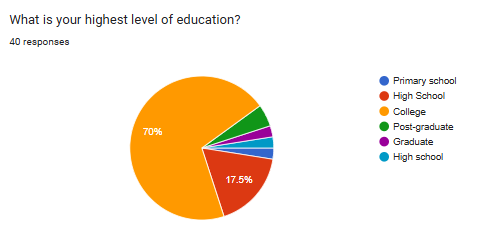 What is your highest level of education?
40 responses
Primary school
High School
College
Post-graduate
Graduate
High school
70%
17.5%